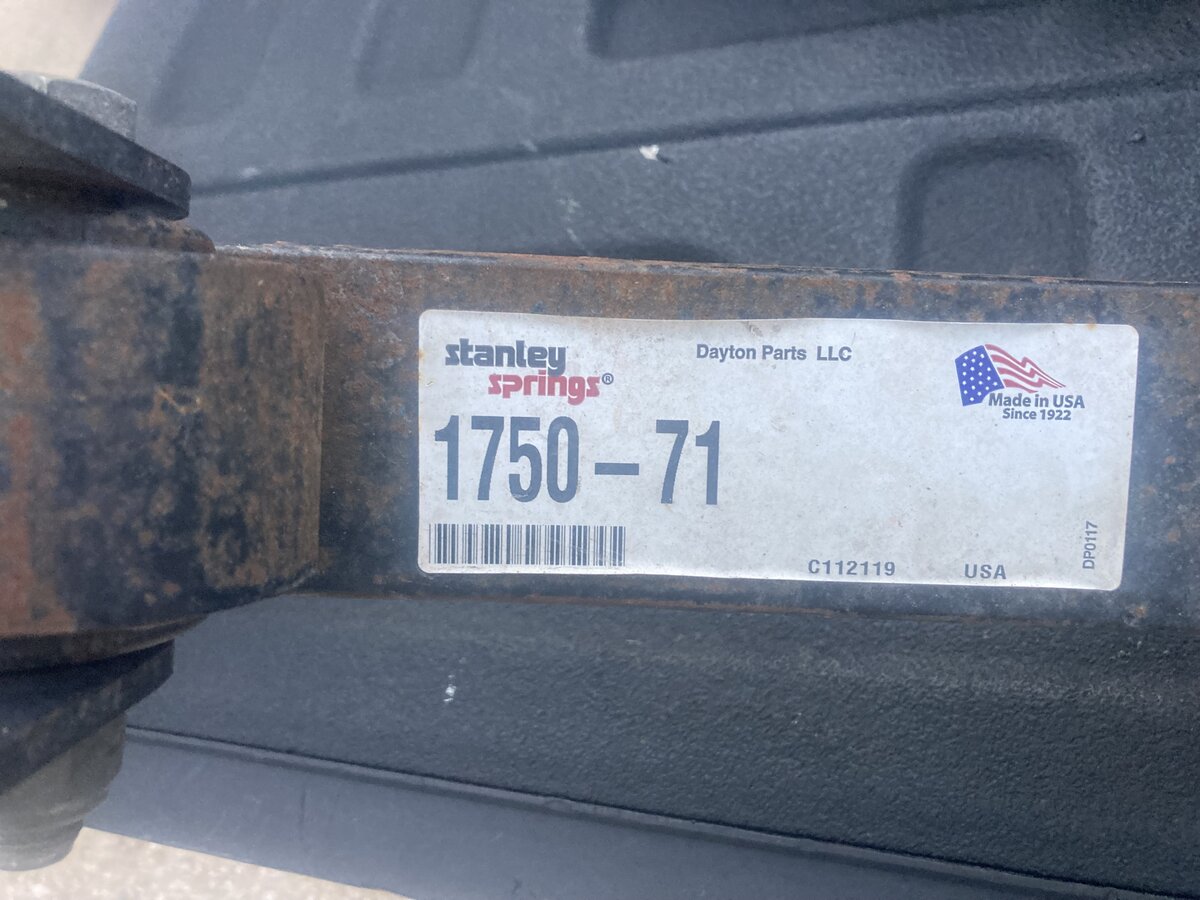 stanley
springs®
Dayton Parts LLC
Made in USA
Since 1922
1750-71
C112119
USA
DP0117